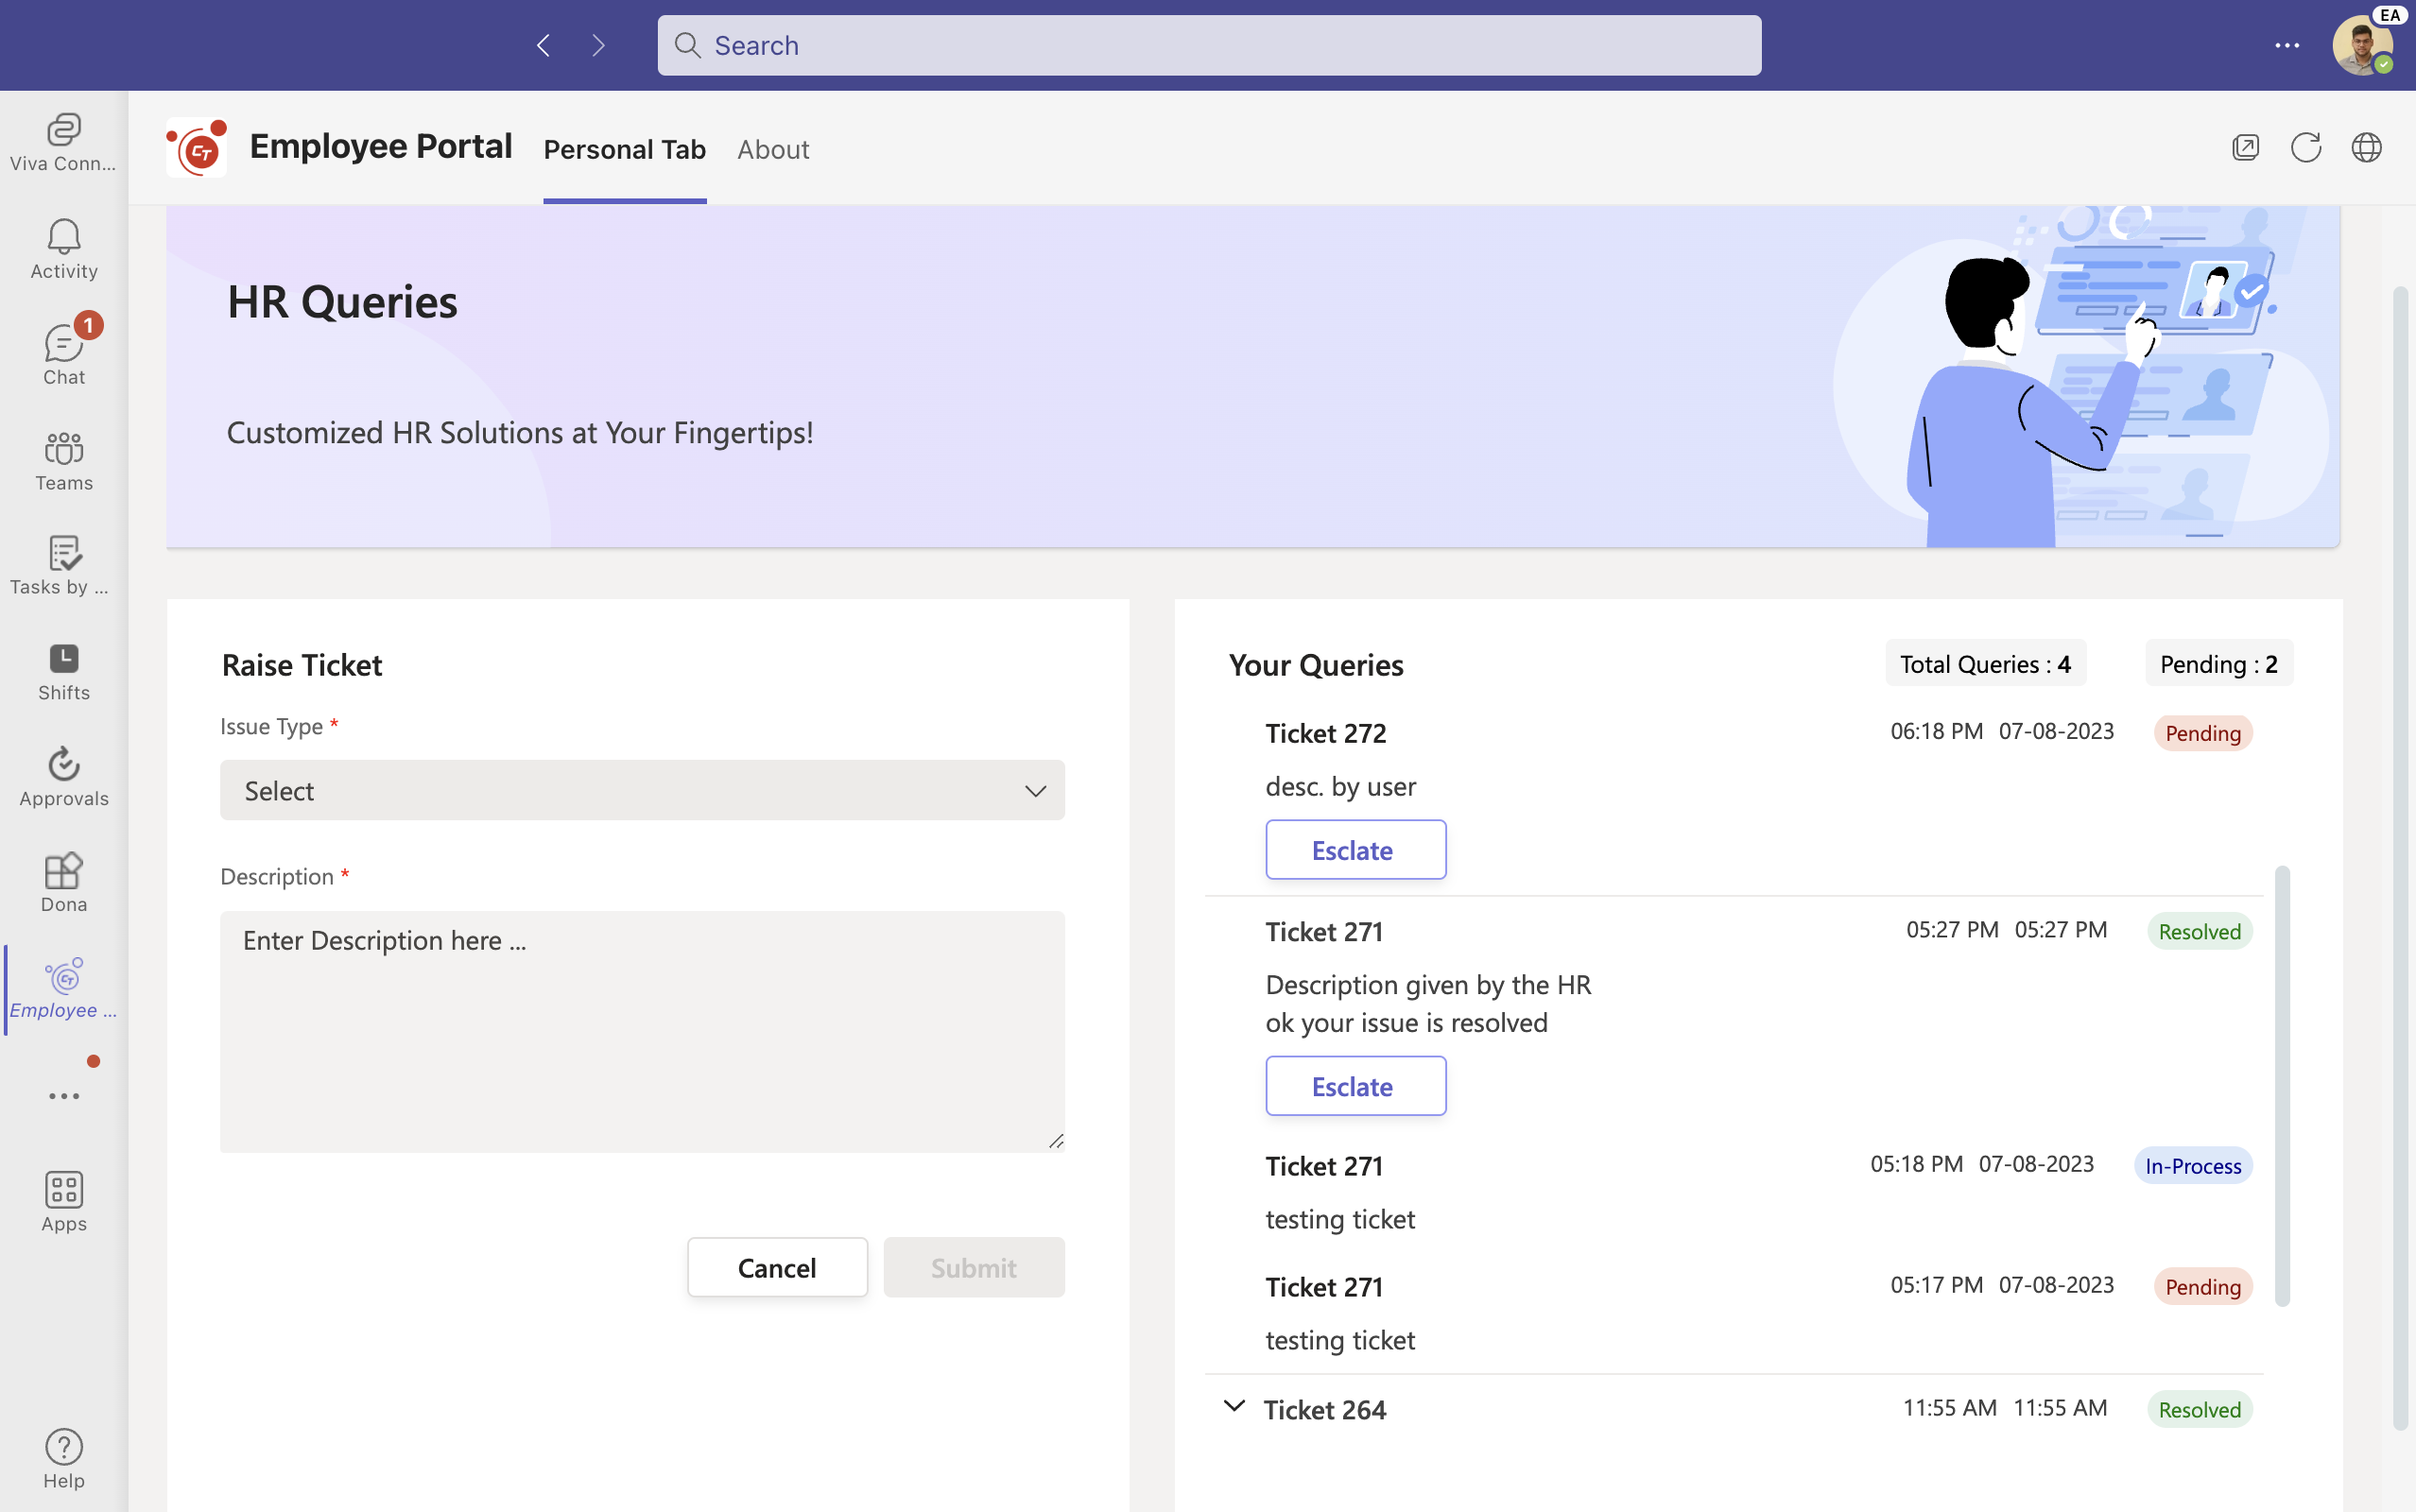 Search
EA
Viva Conn...
Activity
1
Chat
Teams
Tasks by ...
Shifts
Approvals
Dona
Employee ...
Apps
Help
CT
Employee Portal
Personal Tab
About
HR Queries
Customized HR Solutions at Your Fingertips!
Raise Ticket
Issue Type *
Select
Description *
Enter Description here ...
Cancel
Submit
Your Queries
Total Queries : 4
Pending : 2
Ticket 272
06:18 PM 07-08-2023
Pending
desc. by user
Esclate
Ticket 271
05:27 PM 05:27 PM
Resolved
Description given by the HR
ok your issue is resolved
Esclate
Ticket 271
05:18 PM 07-08-2023
In-Process
testing ticket
Ticket 271
05:17 PM 07-08-2023
Pending
testing ticket
Ticket 264
11:55 AM 11:55 AM
Resolved